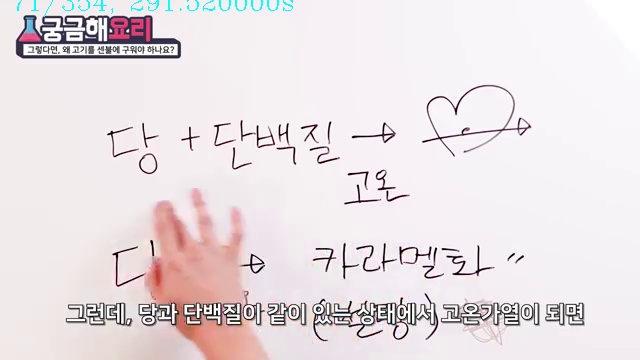 71/354, 291.520000s
궁금해요리
그렇다면, 왜 고기를 센불에 구워야 하나요?
당 + 단백질 →
고온
→ 카라멜화 〃
그런데, 당과 단백질이 같이 있는 상태에서 고온가열이 되면